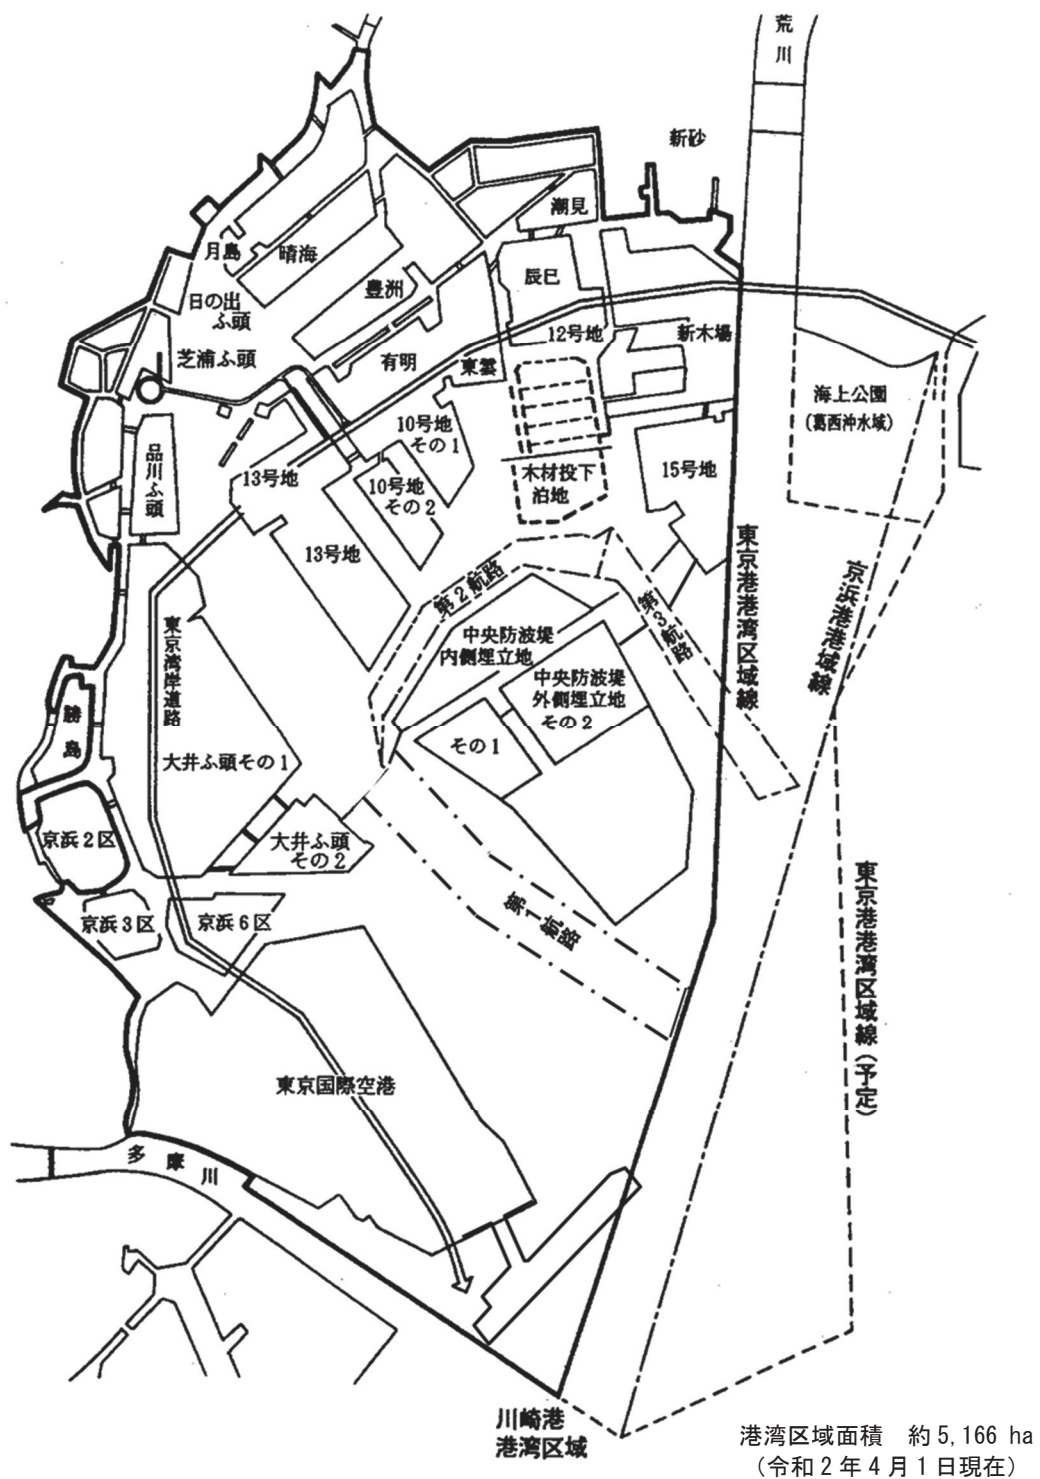 荒川
新砂
潮見
月島
晴海
辰巳
豊洲
日の出
ふ頭
12号地
新木場
芝浦ふ頭
有明
東雲
海上公園
(葛西沖水域)
10号地
その1
品川ふ頭
13号地
10号地
その2
木材投下
泊地
15号地
13号地
第2航路
第3航路
東京港港湾区域線
京浜港港域線
東京湾岸道路
中央防波堤
内側埋立地
中央防波堤
外側埋立地
その2
その1
勝島
大井ふ頭その1
京浜2区
大井ふ頭
その2
京浜3区
京浜6区
第1航路
東京港港湾区域線(予定)
東京国際空港
多摩川
川崎港
港湾区域
港湾区域面積 約5,166 ha
(令和2年4月1日現在)